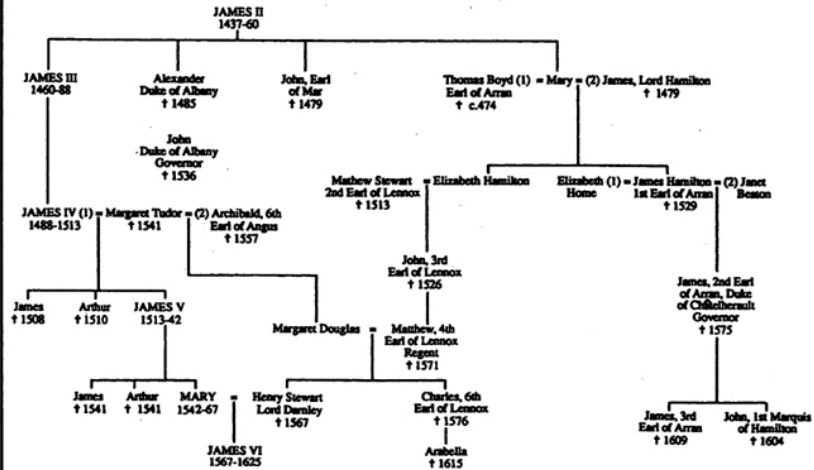 JAMES II
1437-60
JAMES III
1460-88
Alexander
Duke of Albany
† 1485
John, Earl
of Mar
† 1479
Thomas Boyd (1) = Mary = (2) James, Lord Hamilton
Earl of Arran
† c.474
† 1479
John
Duke of Albany
Governor
† 1536
Mathew Stewart = Elizabeth Hamilton
2nd Earl of Lennox
† 1513
Elizabeth (1) = James Hamilton = (2) Janet
Home
1st Earl of Arran
Beaton
† 1529
JAMES IV (1) = Margaret Tudor = (2) Archibald, 6th
1488-1513
† 1541
Earl of Angus
† 1557
John, 3rd
Earl of Lennox
† 1526
James, 2nd Earl
of Arran, Duke
of Châtelherault
Governor
† 1575
James
† 1508
Arthur
† 1510
JAMES V
1513-42
Margaret Douglas = Matthew, 4th
Earl of Lennox
Regent
† 1571
James
† 1541
Arthur
† 1541
MARY = Henry Stewart
1542-67
Lord Darnley
† 1567
Charles, 6th
Earl of Lennox
† 1576
James, 3rd
Earl of Arran
† 1609
John, 1st Marquis
of Hamilton
† 1604
JAMES VI
1567-1625
Arabella
† 1615